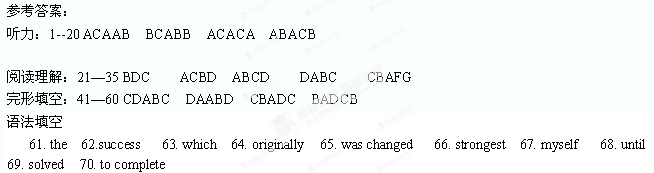 参考答案:
听力：1--20 ACAAB BCABB ACACA ABACB
阅读理解：21—35 BDC ACBD ABCD DABC CBAFG
完形填空：41—60 CDABC DAABD CBADC BADCB
语法填空
61. the 62.success 63. which 64. originally 65. was changed 66. strongest 67. myself 68. until
69. solved 70. to complete